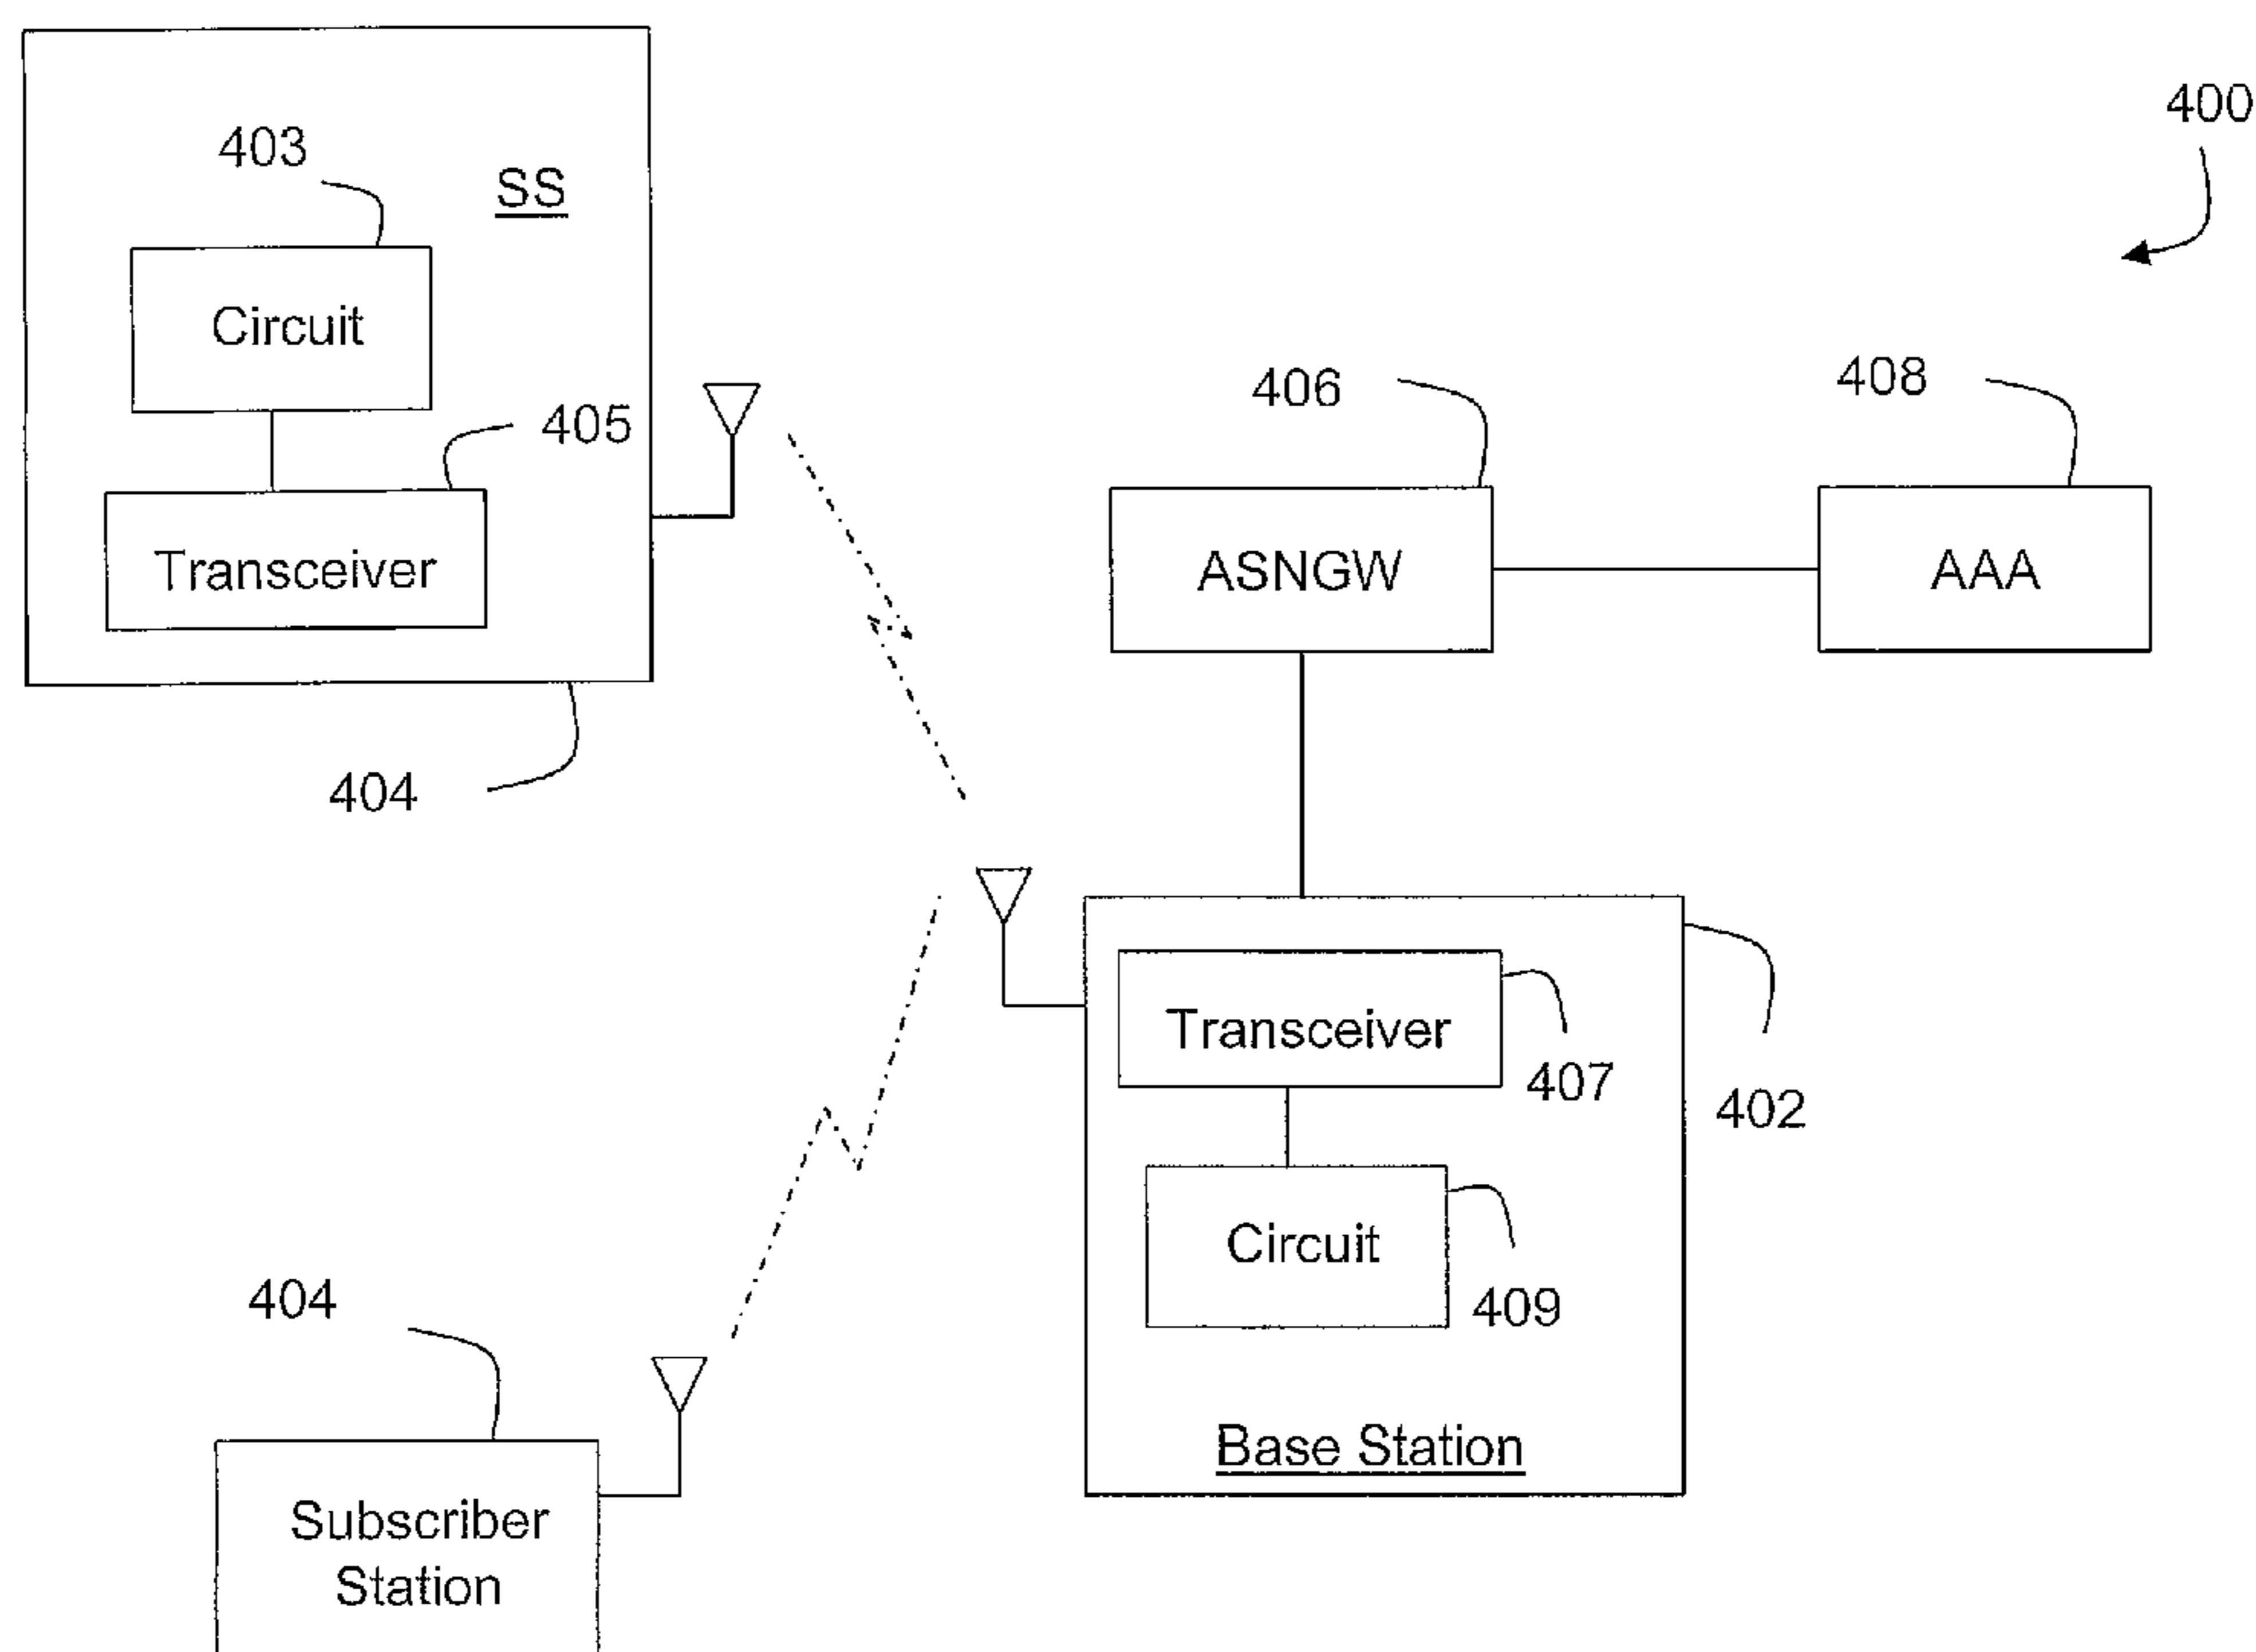 400
403
SS
Circuit
405
Transceiver
404
406
408
ASNGW
AAA
Transceiver
407
402
Circuit
409
Base Station
404
Subscriber
Station